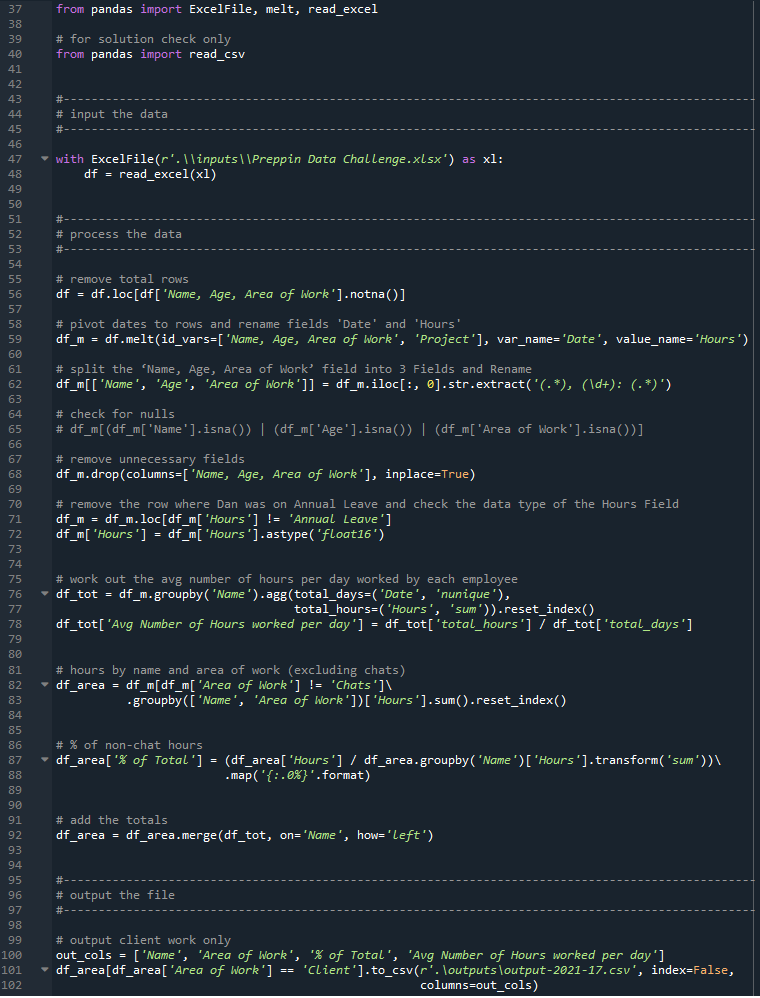 37 from pandas import ExcelFile, melt, read_excel
38
39 # for solution check only
40 from pandas import read_csv
41
42
43 #---------------------------------------------------------------------------------------------------
44 # input the data
45 #---------------------------------------------------------------------------------------------------
46
47 with ExcelFile(r'.\\inputs\\Preppin Data Challenge.xlsx') as xl:
48     df = read_excel(xl)
49
50
51 #---------------------------------------------------------------------------------------------------
52 # process the data
53 #---------------------------------------------------------------------------------------------------
54
55 # remove total rows
56 df = df.loc[df['Name, Age, Area of Work'].notna()]
57
58 # pivot dates to rows and rename fields 'Date' and 'Hours'
59 df_m = df.melt(id_vars=['Name, Age, Area of Work', 'Project'], var_name='Date', value_name='Hours')
60
61 # split the ‘Name, Age, Area of Work’ field into 3 Fields and Rename
62 df_m[['Name', 'Age', 'Area of Work']] = df_m.iloc[:, 0].str.extract('(.*), (\d+): (.*)')
63
64 # check for nulls
65 # df_m[(df_m['Name'].isna()) | (df_m['Age'].isna()) | (df_m['Area of Work'].isna())]
66
67 # remove unnecessary fields
68 df_m.drop(columns=['Name, Age, Area of Work'], inplace=True)
69
70 # remove the row where Dan was on Annual Leave and check the data type of the Hours Field
71 df_m = df_m.loc[df_m['Hours'] != 'Annual Leave']
72 df_m['Hours'] = df_m['Hours'].astype('float16')
73
74
75 # work out the avg number of hours per day worked by each employee
76 df_tot = df_m.groupby('Name').agg(total_days=('Date', 'nunique'),
77                                   total_hours=('Hours', 'sum')).reset_index()
78 df_tot['Avg Number of Hours worked per day'] = df_tot['total_hours'] / df_tot['total_days']
79
80
81 # hours by name and area of work (excluding chats)
82 df_area = df_m[df_m['Area of Work'] != 'Chats']\
83           .groupby(['Name', 'Area of Work'])['Hours'].sum().reset_index()
84
85
86 # % of non-chat hours
87 df_area['% of Total'] = (df_area['Hours'] / df_area.groupby('Name')['Hours'].transform('sum'))\
88                         .map('{:.0%}'.format)
89
90
91 # add the totals
92 df_area = df_area.merge(df_tot, on='Name', how='left')
93
94
95 #---------------------------------------------------------------------------------------------------
96 # output the file
97 #---------------------------------------------------------------------------------------------------
98
99 # output client work only
100 out_cols = ['Name', 'Area of Work', '% of Total', 'Avg Number of Hours worked per day']
101 df_area[df_area['Area of Work'] == 'Client'].to_csv(r'.\outputs\output-2021-17.csv', index=False,
102                                                     columns=out_cols)